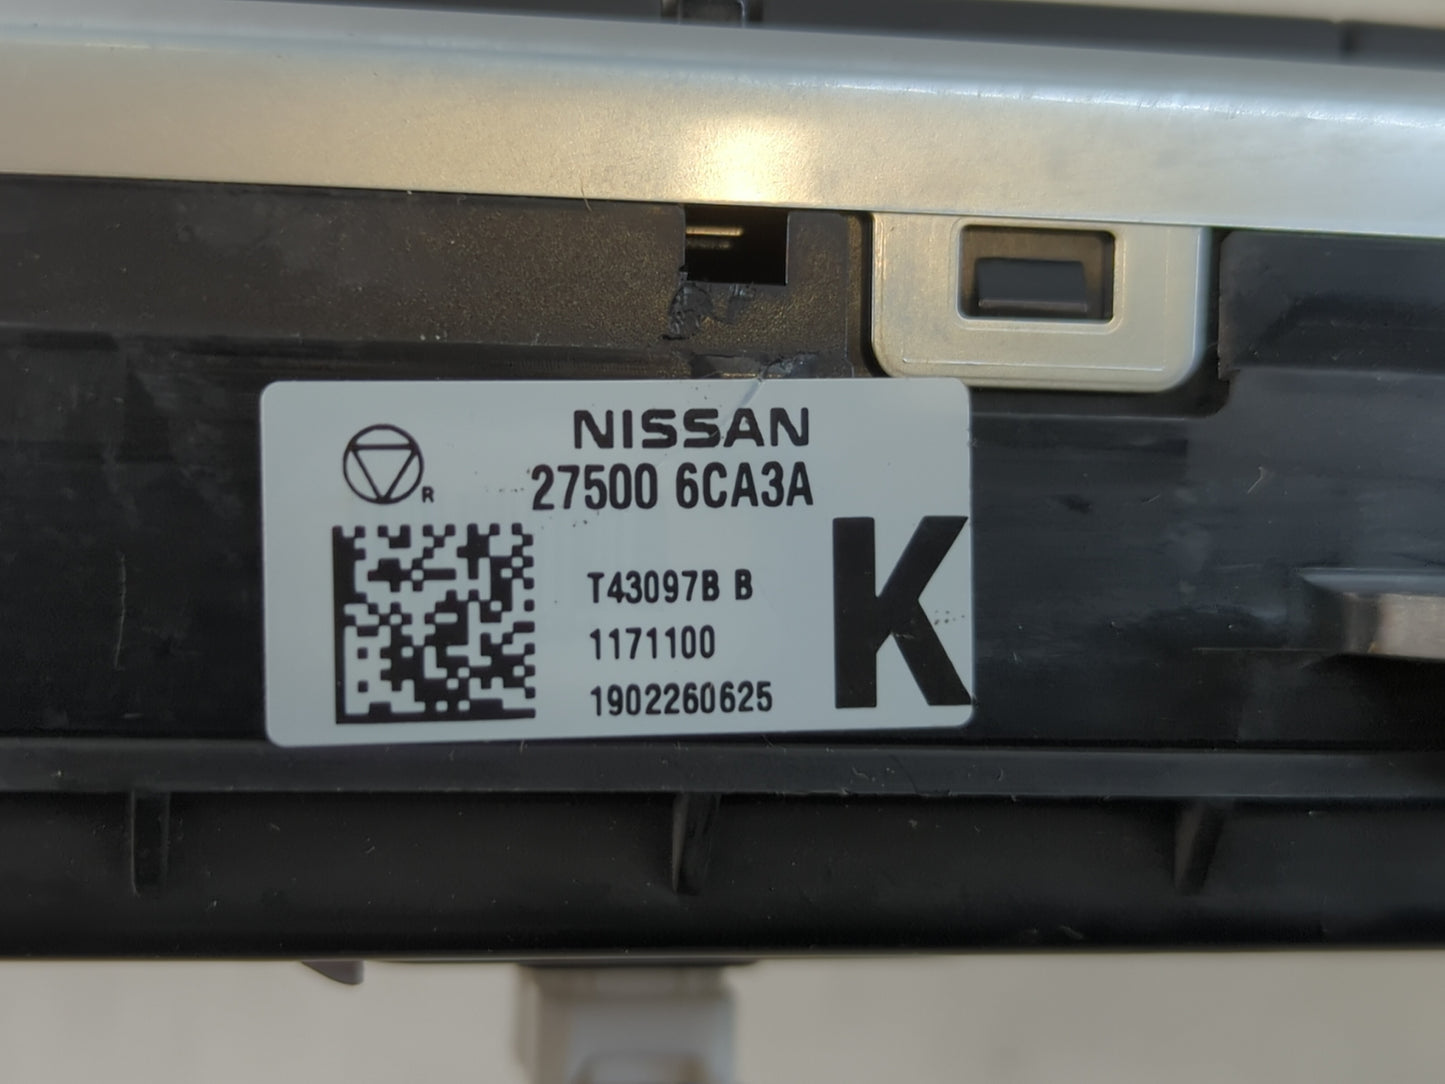 NISSAN
27500 6CA3A
R
T43097B B
1171100
1902260625
K